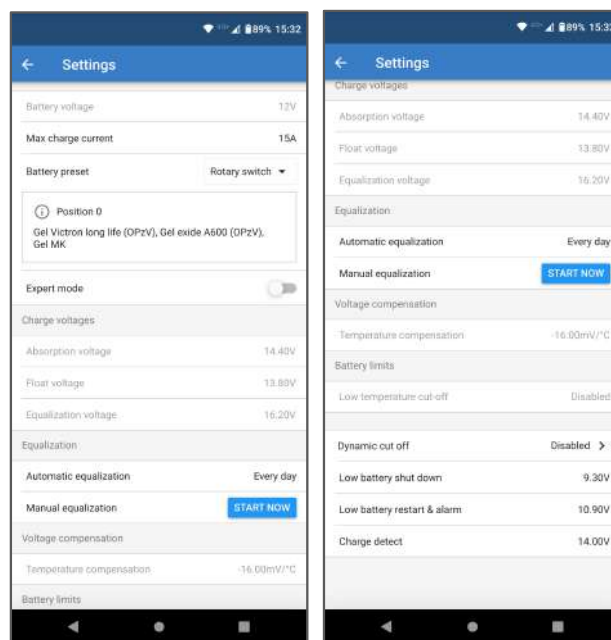 89% 15:32
Settings
Battery voltage 12V
Max charge current 15A
Battery preset Rotary switch
Position 0
Gel Victron long life (OPzV), Gel exide A600 (OPzV),
Gel MK
Expert mode
Charge voltages
Absorption voltage 14.40V
Float voltage 13.80V
Equalization voltage 16.20V
Equalization
Automatic equalization Every day
Manual equalization START NOW
Voltage compensation
Temperature compensation -16.00mV/°C
Battery limits
89% 15:33
Settings
Charge voltages
Absorption voltage 14.40V
Float voltage 13.80V
Equalization voltage 16.20V
Equalization
Automatic equalization Every day
Manual equalization START NOW
Voltage compensation
Temperature compensation -16.00mV/°C
Battery limits
Low temperature cut-off Disabled
Dynamic cut off Disabled
Low battery shut down 9.30V
Low battery restart & alarm 10.90V
Charge detect 14.00V